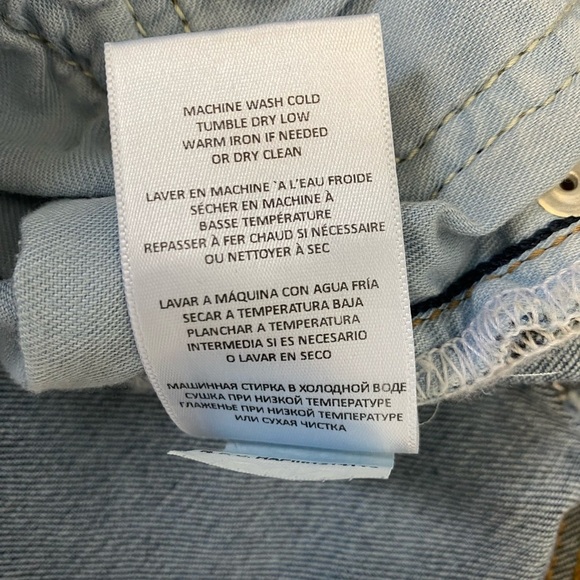 MACHINE WASH COLD
TUMBLE DRY LOW
WARM IRON IF NEEDED
OR DRY CLEAN
LAVER EN MACHINE `A L'EAU FROIDE
SÉCHER EN MACHINE À
BASSE TEMPÉRATURE
REPASSER À FER CHAUD SI NÉCESSAIRE
OU NETTOYER À SEC
LAVAR A MÁQUINA CON AGUA FRÍA
SECAR A TEMPERATURA BAJA
PLANCHAR A TEMPERATURA
INTERMEDIA SI ES NECESARIO
O LAVAR EN SECO
МАШИННАЯ СТИРКА В ХОЛОДНОЙ ВОДЕ
СУШКА ПРИ НИЗКОЙ ТЕМПЕРАТУРЕ
ГЛАЖЕНЬЕ ПРИ НИЗКОЙ ТЕМПЕРАТУРЕ
ИЛИ СУХАЯ ЧИСТКА